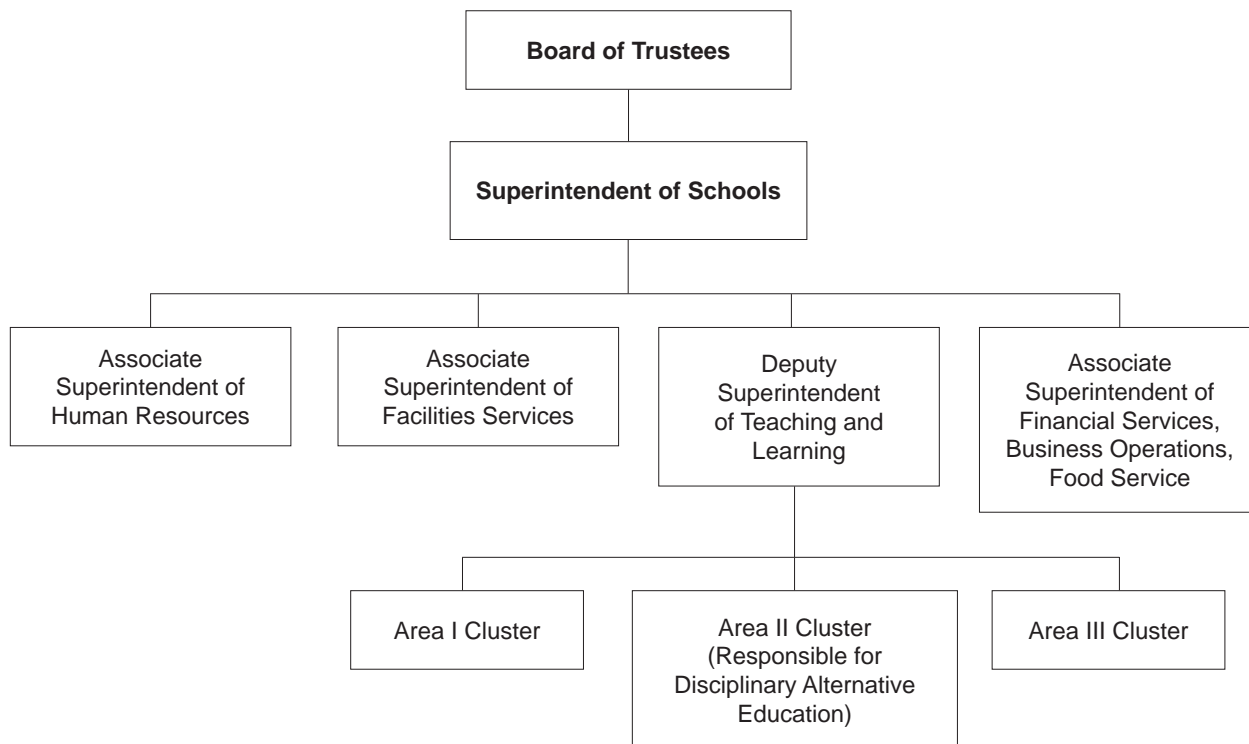 Board of Trustees
Superintendent of Schools
Associate
Superintendent of
Human Resources
Associate
Superintendent of
Facilities Services
Deputy
Superintendent
of Teaching and
Learning
Associate
Superintendent of
Financial Services,
Business Operations,
Food Service
Area I Cluster
Area II Cluster
(Responsible for
Disciplinary Alternative
Education)
Area III Cluster